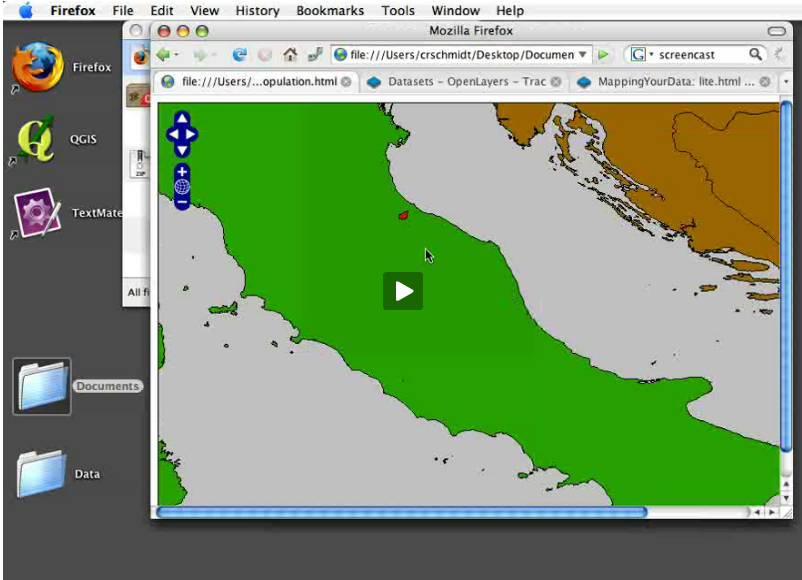 Firefox File Edit View History Bookmarks Tools Window Help
Mozilla Firefox
file:///Users/crschmidt/Desktop/Documen
G screencast
file:///Users/...opulation.html
Datasets – OpenLayers – Trac
MappingYourData: lite.html ...
Firefox
QGIS
ZIP
TextMate
All fi
Documents
Data